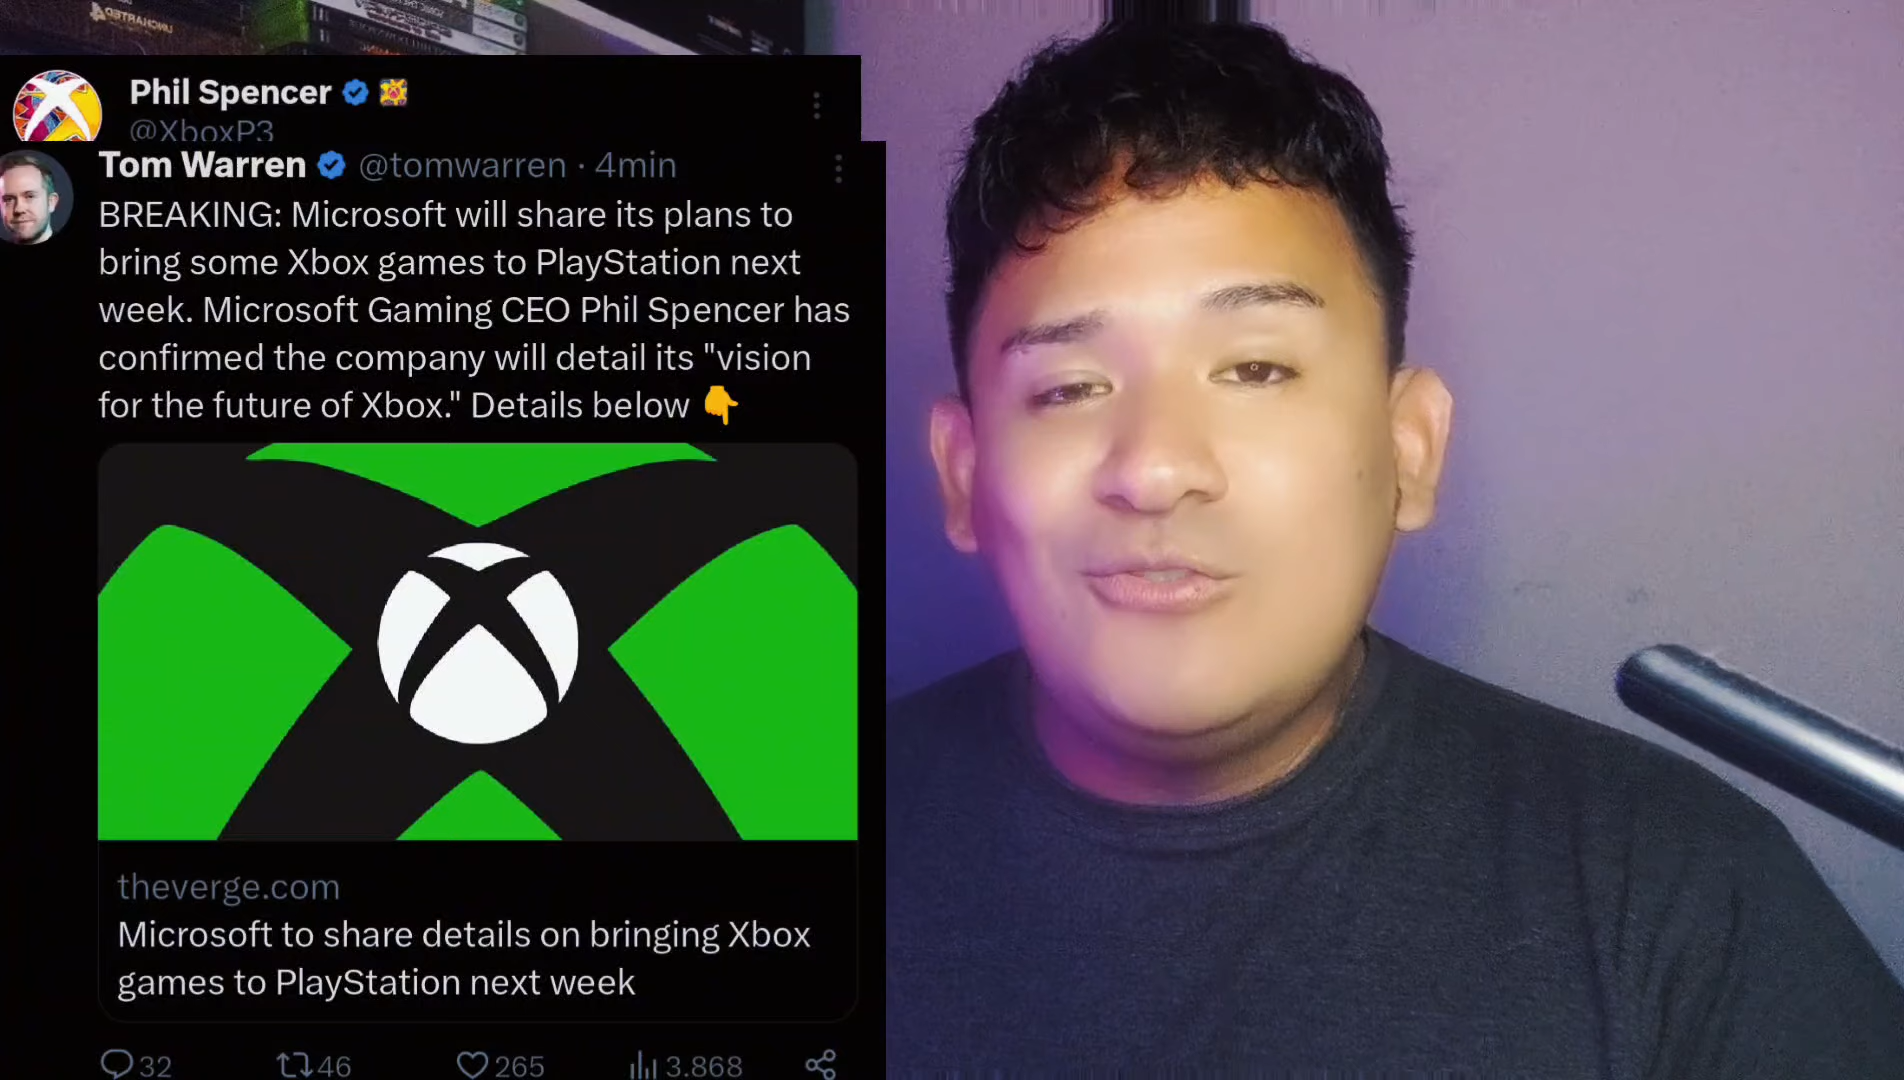 UNCHARTED
Phil Spencer
@XboxP3
Tom Warren @tomwarren · 4min
BREAKING: Microsoft will share its plans to
bring some Xbox games to PlayStation next
week. Microsoft Gaming CEO Phil Spencer has
confirmed the company will detail its "vision
for the future of Xbox." Details below 👇
theverge.com
Microsoft to share details on bringing Xbox
games to PlayStation next week
32 46 265 3.868